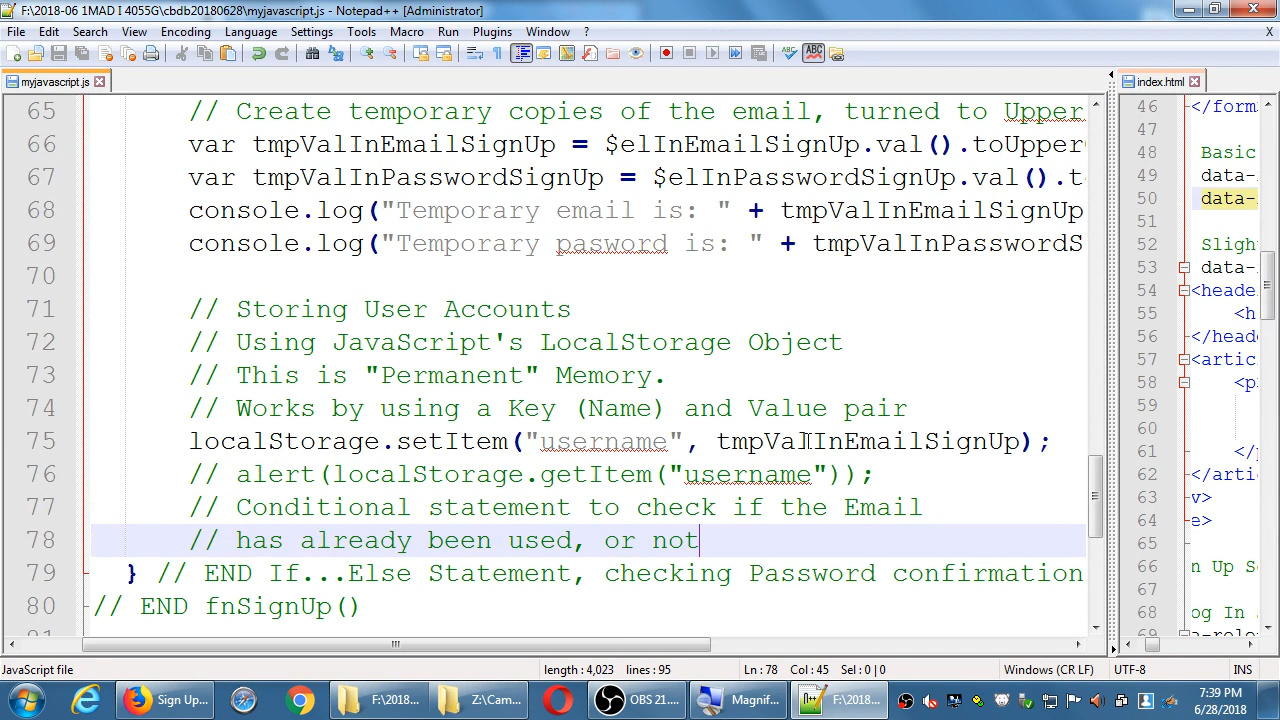 F:\2018-06 1MAD I 4055G\cbdb20180628\myjavascript.js - Notepad++ [Administrator]
File Edit Search View Encoding Language Settings Tools Macro Run Plugins Window ? X
myjavascript.js
index.html
65 // Create temporary copies of the email, turned to Upper
66 var tmpValInEmailSignUp = $elInEmailSignUp.val().toUpper
67 var tmpValInPasswordSignUp = $elInPasswordSignUp.val().t
68 console.log("Temporary email is: " + tmpValInEmailSignUp
69 console.log("Temporary pasword is: " + tmpValInPasswordS
70
71 // Storing User Accounts
72 // Using JavaScript's LocalStorage Object
73 // This is "Permanent" Memory.
74 // Works by using a Key (Name) and Value pair
75 localStorage.setItem("username", tmpValInEmailSignUp);
76 // alert(localStorage.getItem("username"));
77 // Conditional statement to check if the Email
78 // has already been used, or not
79 } // END If...Else Statement, checking Password confirmation
80 // END fnSignUp()
46 </form
47
48 Basic
49 data-
50 data-
51
52 Sligh
53 data-
54 <heade
55 <h
56 </head
57 <artic
58 <p
59
60
61 </
62 </arti
63 v>
64 e>
65
66 n Up S
67
68 og In
69 a-rel
JavaScript file length : 4,023 lines : 95 Ln : 78 Col : 45 Sel : 0 | 0 Windows (CR LF) UTF-8 INS
Sign Up... F:\2018... Z:\Cam... OBS 21.... Magnif... F:\2018...
7:39 PM
6/28/2018